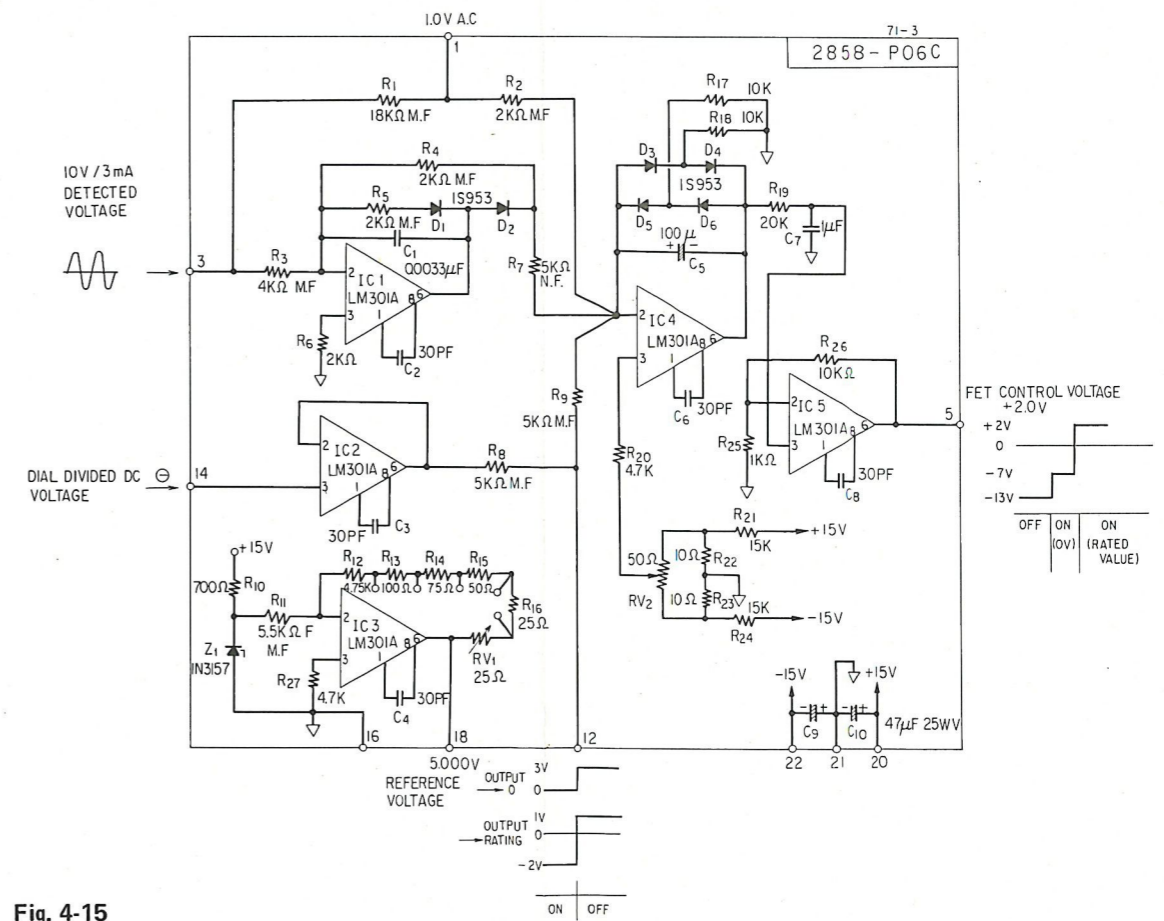 1.0V A.C
71-3
2858-P06C
1
R1
18KΩ M.F
R2
2KΩ M.F
R17
10K
R18
10K
D3
D4
1S953
D5
D6
R19
20K
C7
1μF
100μ
+ -
C5
R4
2KΩ M.F
R5
2KΩ M.F
1S953
D1
D2
C1
0.0033μF
10V/3mA
DETECTED
VOLTAGE
3
R3
4KΩ M.F
2
IC1
LM301A
8
6
1
3
R6
2KΩ
30PF
C2
R7
5KΩ
N.F.
2
IC4
LM301A
8
6
3
1
30PF
C6
R9
5KΩ M.F
R26
10KΩ
2
IC5
LM301A
8
6
3
1
30PF
C8
R25
1KΩ
5
FET CONTROL VOLTAGE
+2.0V
+2V
0
-7V
-13V
OFF
ON
(0V)
ON
(RATED
VALUE)
DIAL DIVIDED DC
VOLTAGE
⊖
14
2
IC2
LM301A
8
6
3
1
30PF
C3
R8
5KΩ M.F
R20
4.7K
50Ω
RV2
10Ω
R22
10Ω
R23
R21
15K
+15V
15K
R24
-15V
+15V
700Ω
R10
R11
5.5KΩ F
M.F
Z1
1N3157
R12
4.75K
R13
100Ω
R14
75Ω
R15
50Ω
R16
25Ω
2
IC3
LM301A
8
6
3
1
30PF
C4
RV1
25Ω
R27
4.7K
16
18
12
5.000V
REFERENCE
VOLTAGE
OUTPUT
0
3V
0
OUTPUT
RATING
1V
0
-2V
ON
OFF
-15V
+15V
- +
- +
C9
C10
47μF 25WV
22
21
20
Fig. 4-15